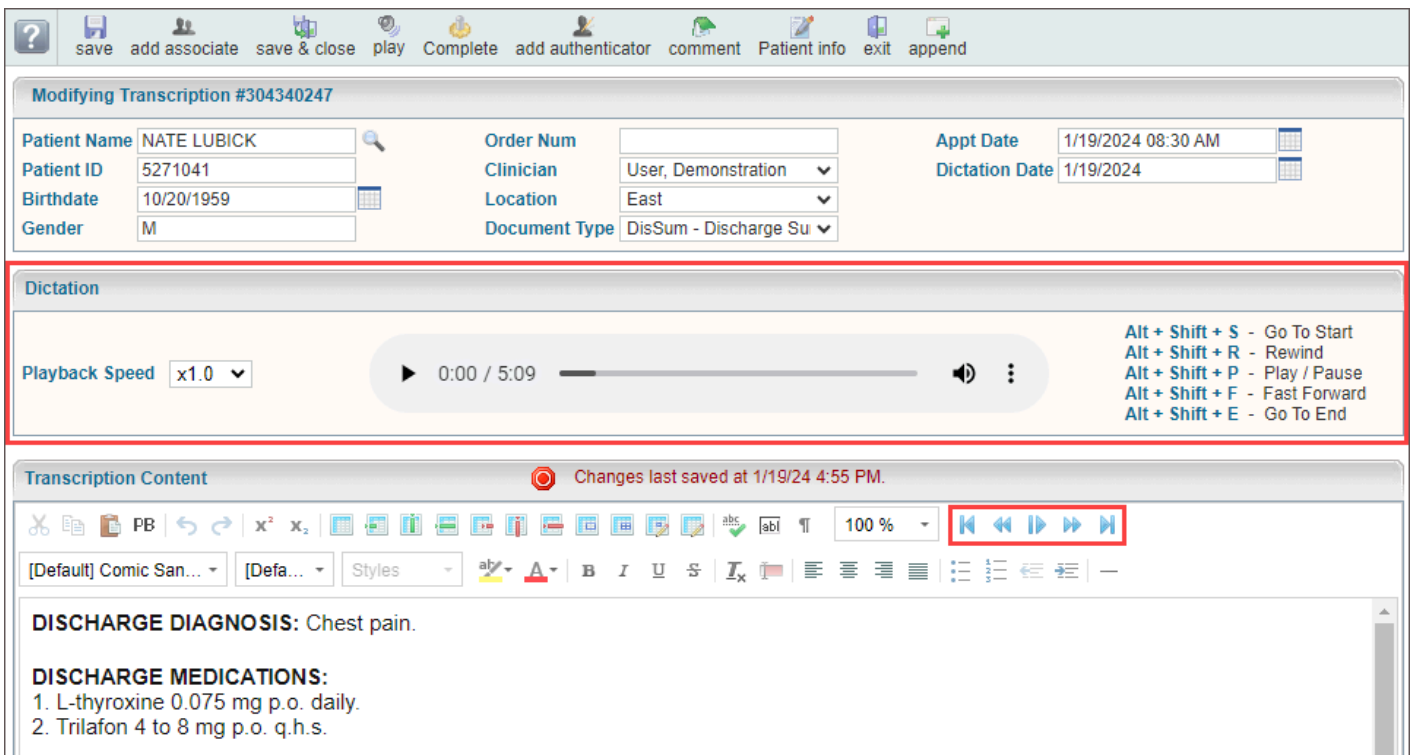 ?
save add associate save & close play Complete add authenticator comment Patient info exit append
Modifying Transcription #304340247
Patient Name NATE LUBICK Order Num Appt Date 1/19/2024 08:30 AM
Patient ID 5271041 Clinician User, Demonstration Dictation Date 1/19/2024
Birthdate 10/20/1959 Location East
Gender M Document Type DisSum - Discharge Su
Dictation
Alt + Shift + S - Go To Start
Alt + Shift + R - Rewind
Playback Speed x1.0 0:00 / 5:09 Alt + Shift + P - Play / Pause
Alt + Shift + F - Fast Forward
Alt + Shift + E - Go To End
Transcription Content Changes last saved at 1/19/24 4:55 PM.
PB x² x₂ abc abl ¶ 100 %
[Default] Comic San... [Defa... Styles ab A B I U S Ix
DISCHARGE DIAGNOSIS: Chest pain.
DISCHARGE MEDICATIONS:
1. L-thyroxine 0.075 mg p.o. daily.
2. Trilafon 4 to 8 mg p.o. q.h.s.